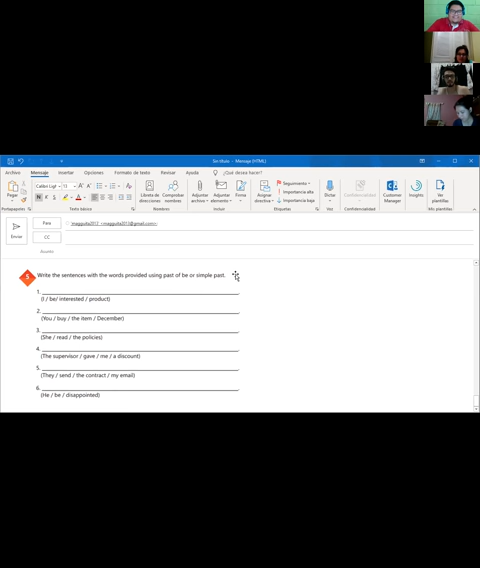 Sin título - Mensaje (HTML)
Archivo Mensaje Insertar Opciones Formato de texto Revisar Ayuda ¿Qué desea hacer?
Pegar
Calibri 11
N K S
Libreta de direcciones
Comprobar nombres
Adjuntar archivo
Adjuntar elemento
Firma
Asigne directiva
Seguimiento
Importancia alta
Importancia baja
Dictar
Confidencialidad
Customer Manager
Insights
Ver plantillas
Portapapeles Texto básico Nombres Incluir Etiquetas Voz Confidencialidad Mis plantillas
Enviar
Para
CC
Asunto
5 Write the sentences with the words provided using past of be or simple past.
1.
(I / be/ interested / product)
2.
(You / buy / the item / December)
3.
(She / read / the policies)
4.
(The supervisor / gave / me / a discount)
5.
(They / send / the contract / my email)
6.
(He / be / disappointed)